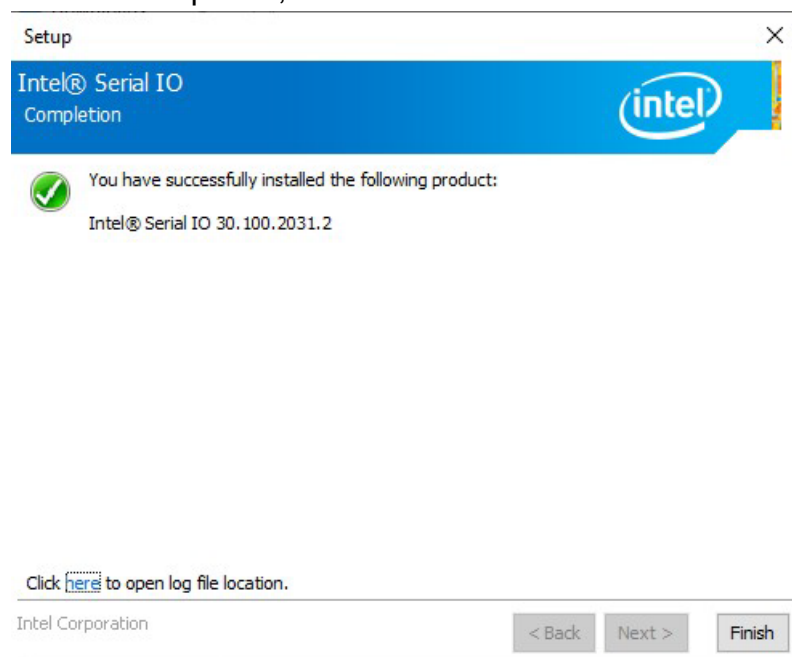 Setup
Intel® Serial IO
Completion
intel
You have successfully installed the following product:
Intel® Serial IO 30.100.2031.2
Click here to open log file location.
Intel Corporation
< Back Next > Finish